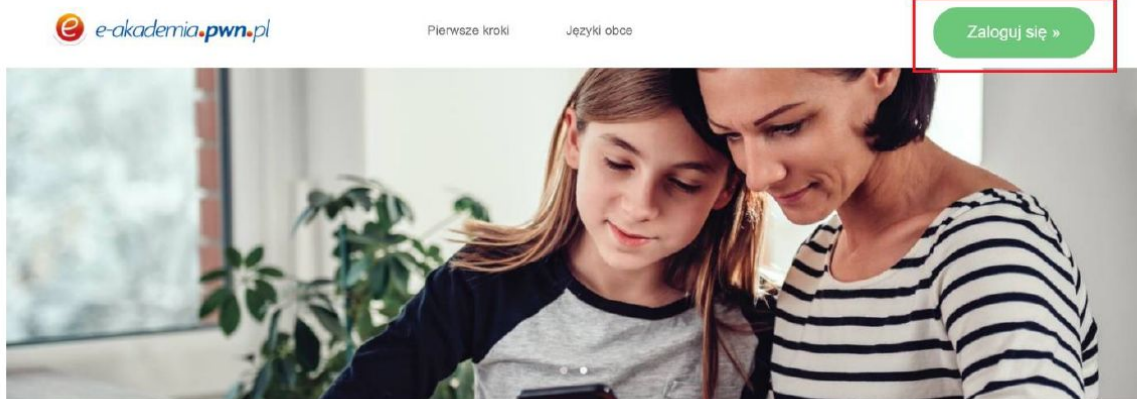 e e-akademia.pwn.pl
Pierwsze kroki
Języki obce
Zaloguj się »